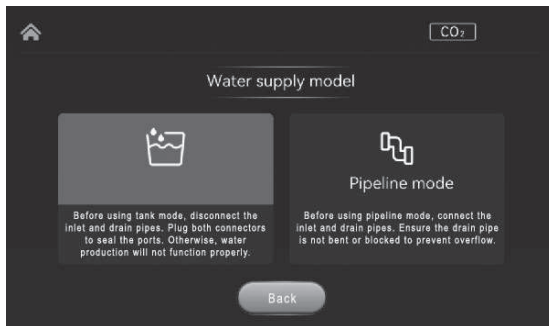 CO₂
Water supply model
Pipeline mode
Before using tank mode, disconnect the
inlet and drain pipes. Plug both connectors
to seal the ports. Otherwise, water
production will not function properly.
Before using pipeline mode, connect the
inlet and drain pipes. Ensure the drain pipe
is not bent or blocked to prevent overflow.
Back